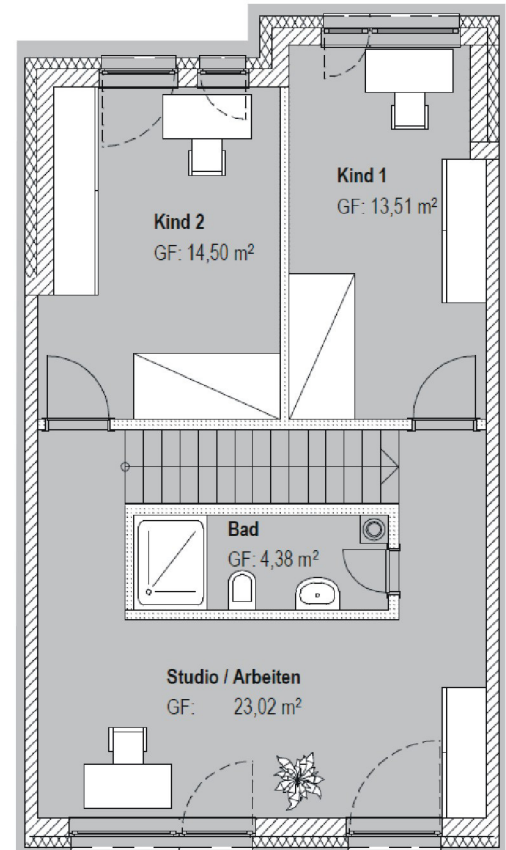 Kind 1
GF: 13,51 m²
Kind 2
GF: 14,50 m²
Bad
GF: 4,38 m²
Studio / Arbeiten
GF: 23,02 m²